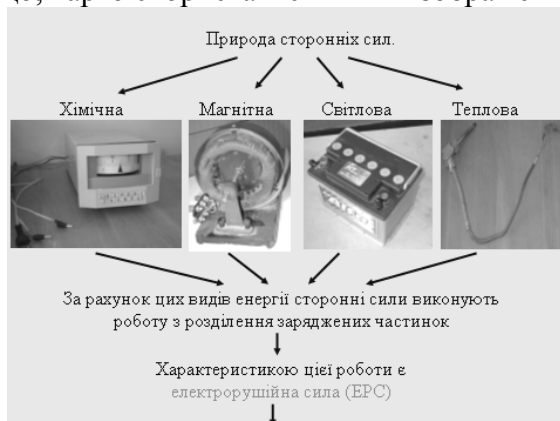 Природа сторонніх сил.
Хімічна Магнітна Світлова Теплова
За рахунок цих видів енергії сторонні сили виконують
роботу з розділення заряджених частинок
Характеристикою цієї роботи є
електрорушійна сила (ЕРС)